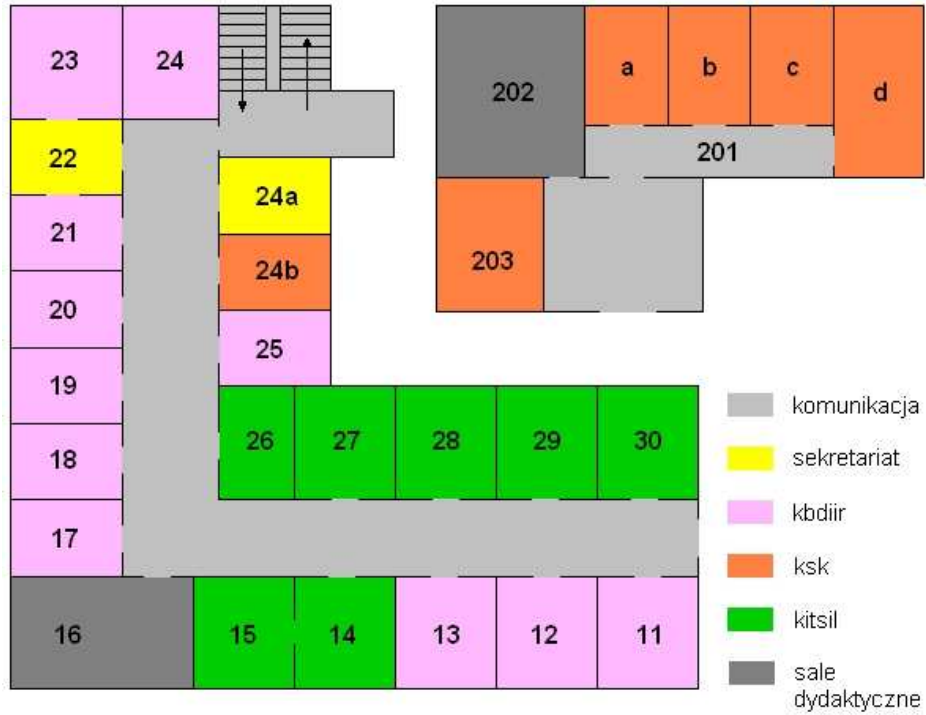 23
24
202
a
b
c
d
22
201
24a
21
24b
203
20
25
19
26
27
28
29
30
18
17
16
15
14
13
12
11
komunikacja
sekretariat
kbdiir
ksk
kitsil
sale
dydaktyczne